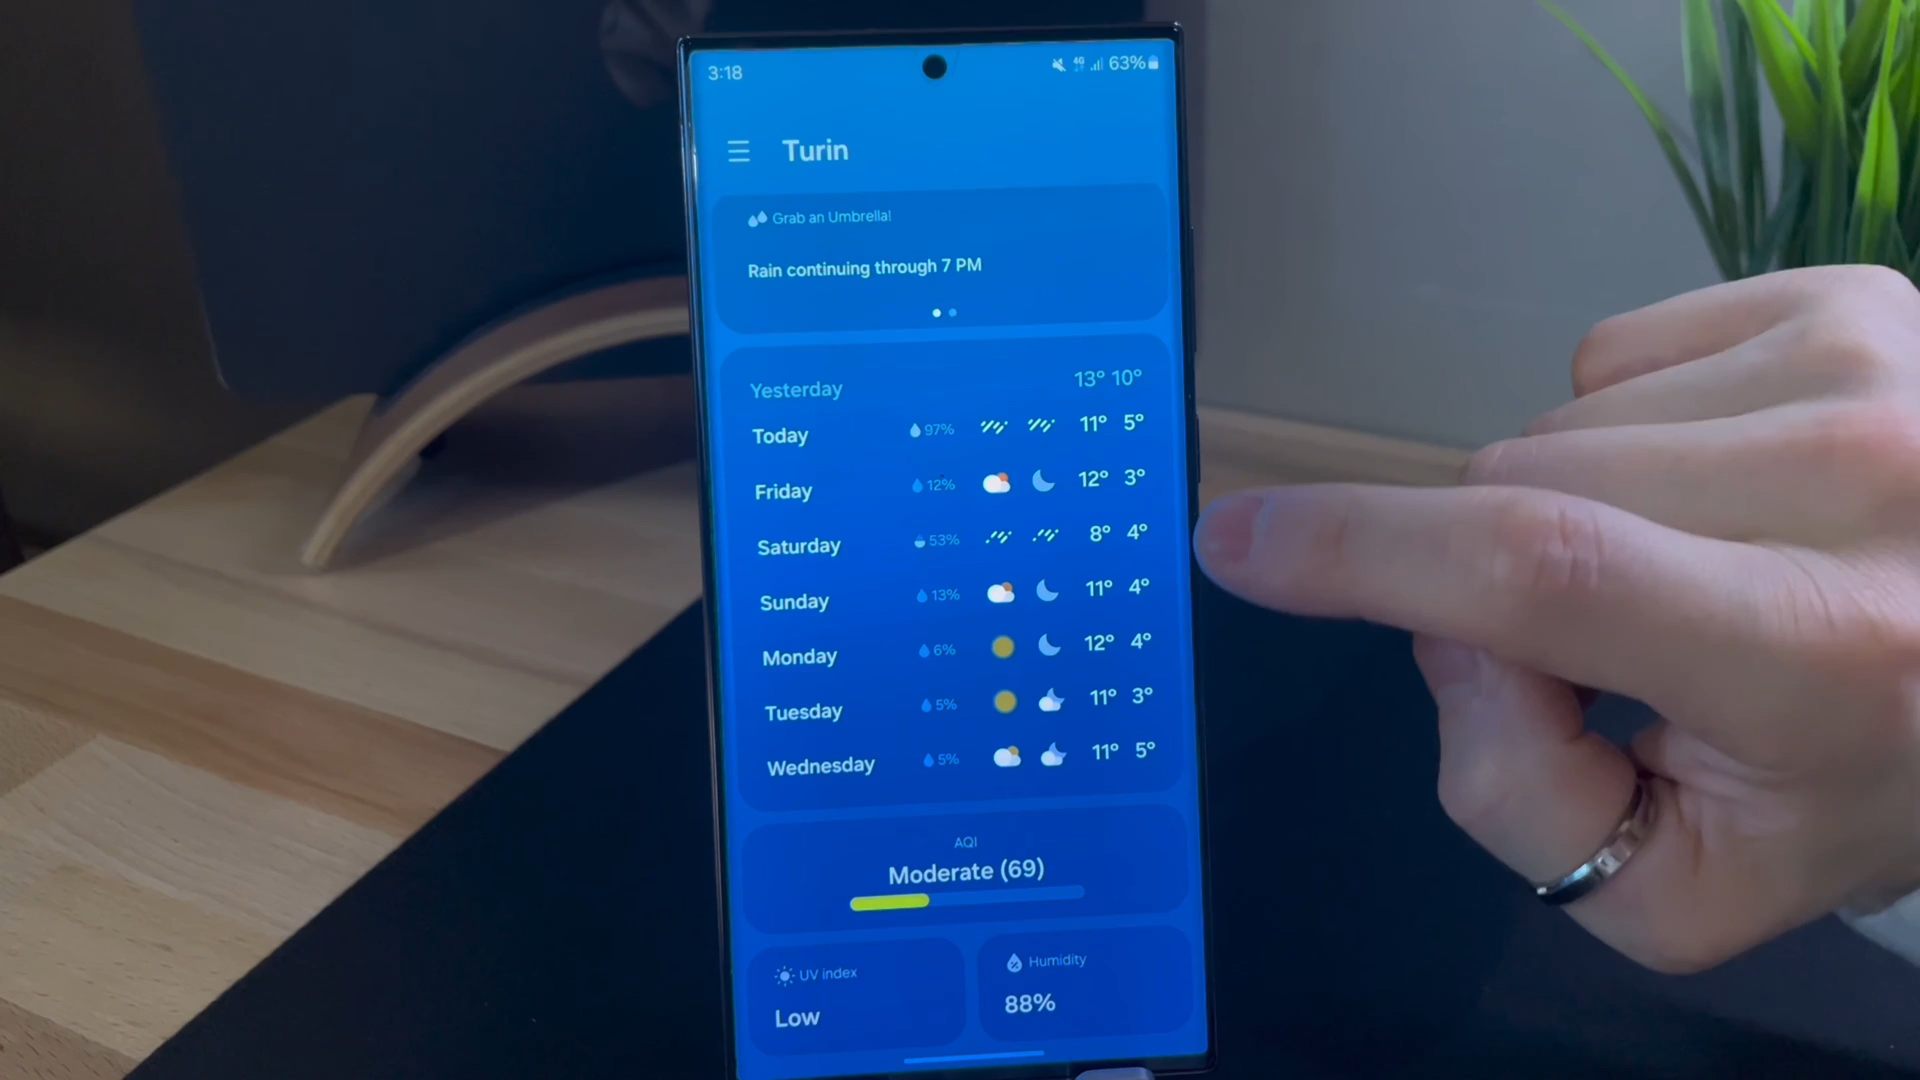 3:18
4G 63%
Turin
Grab an Umbrella!
Rain continuing through 7 PM
Yesterday 13° 10°
Today 97% 11° 5°
Friday 12% 12° 3°
Saturday 53% 8° 4°
Sunday 13% 11° 4°
Monday 6% 12° 4°
Tuesday 5% 11° 3°
Wednesday 5% 11° 5°
AQI
Moderate (69)
UV index
Low
Humidity
88%